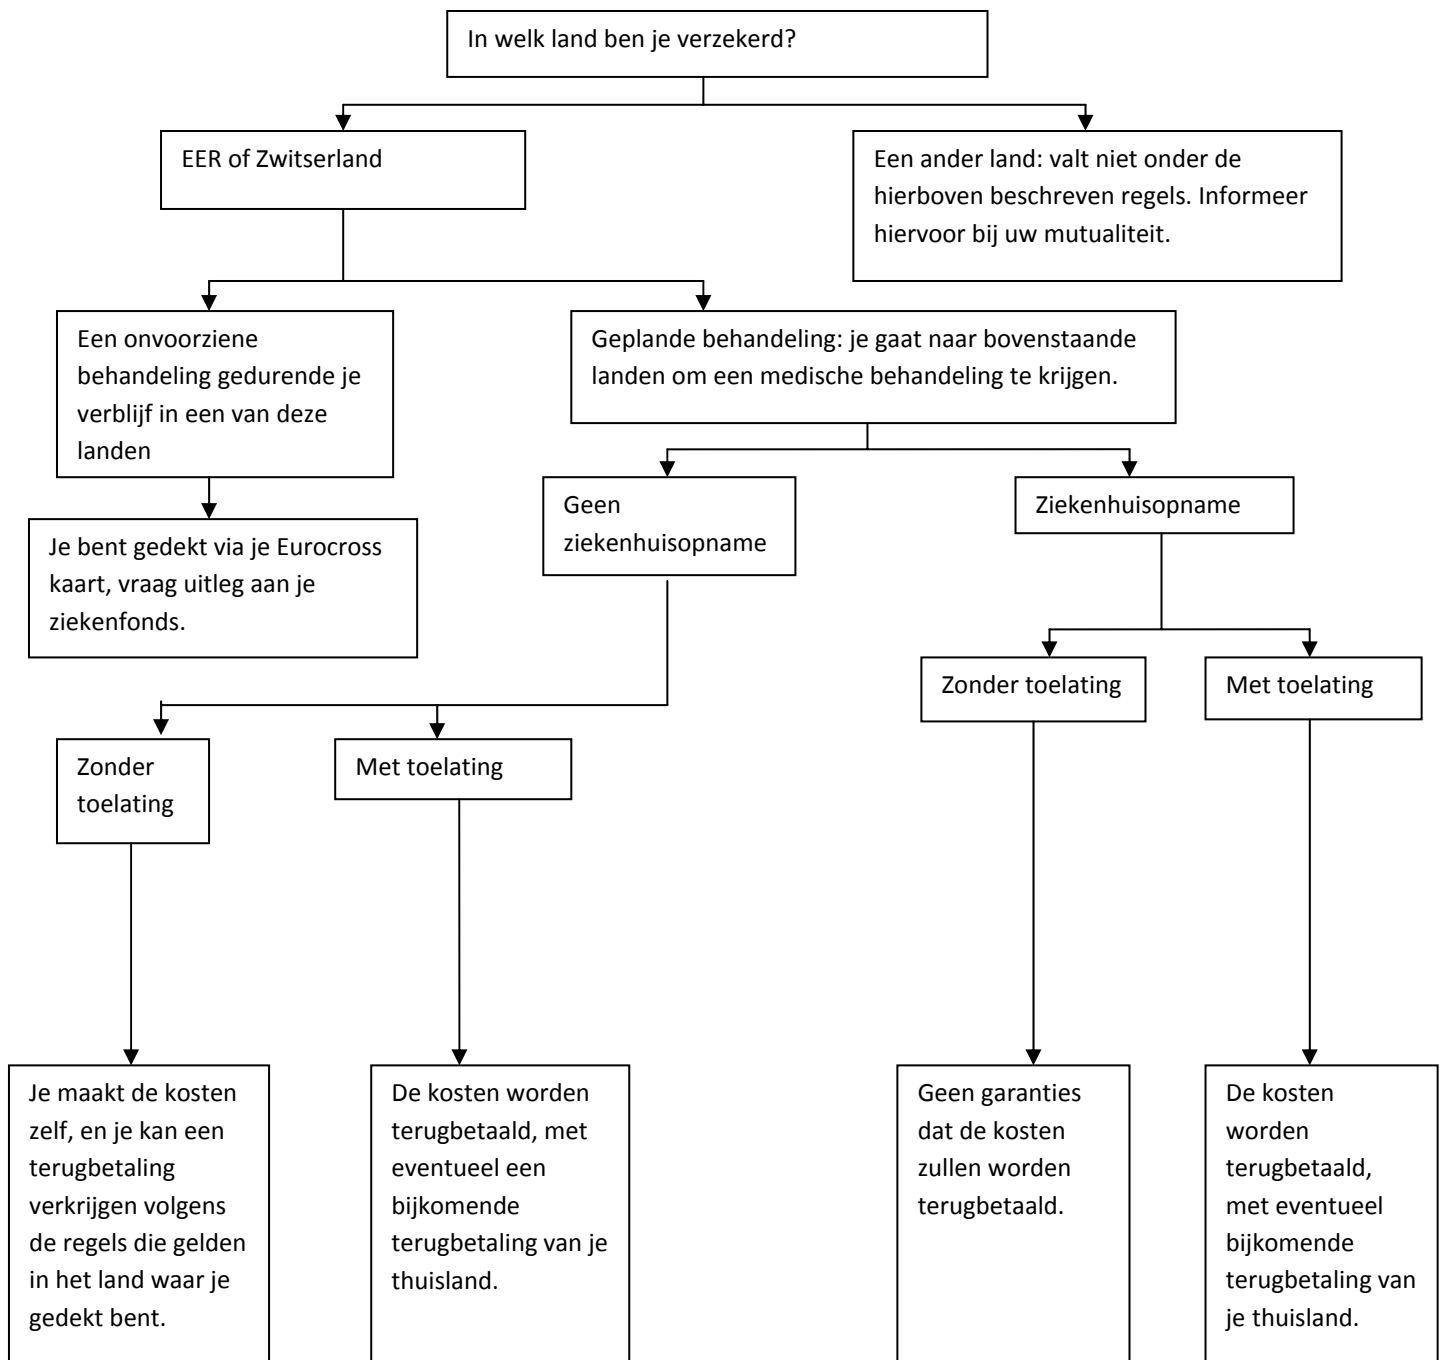 In welk land ben je verzekerd?
EER of Zwitserland
Een ander land: valt niet onder de
hierboven beschreven regels. Informeer
hiervoor bij uw mutualiteit.
Een onvoorziene
behandeling gedurende je
verblijf in een van deze
landen
Geplande behandeling: je gaat naar bovenstaande
landen om een medische behandeling te krijgen.
Je bent gedekt via je Eurocross
kaart, vraag uitleg aan je
ziekenfonds.
Geen
ziekenhuisopname
Ziekenhuisopname
Zonder toelating
Met toelating
Zonder
toelating
Met toelating
Je maakt de kosten
zelf, en je kan een
terugbetaling
verkrijgen volgens
de regels die gelden
in het land waar je
gedekt bent.
De kosten worden
terugbetaald, met
eventueel een
bijkomende
terugbetaling van je
thuisland.
Geen garanties
dat de kosten
zullen worden
terugbetaald.
De kosten
worden
terugbetaald,
met eventueel
bijkomende
terugbetaling van
je thuisland.